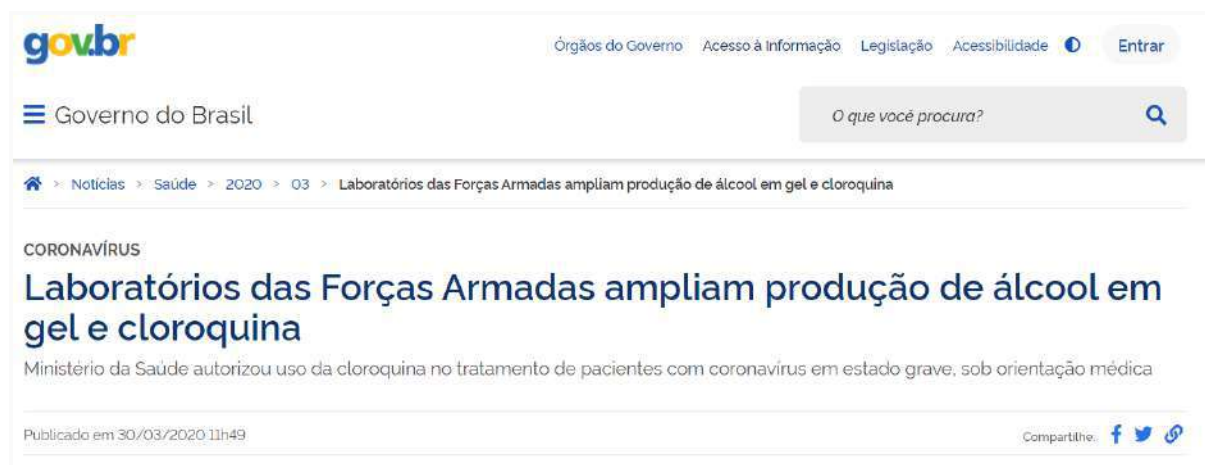 gov.br
Órgãos do Governo Acesso à Informação Legislação Acessibilidade Entrar
Governo do Brasil
O que você procura?
> Notícias > Saúde > 2020 > 03 > Laboratórios das Forças Armadas ampliam produção de álcool em gel e cloroquina
CORONAVÍRUS
Laboratórios das Forças Armadas ampliam produção de álcool em
gel e cloroquina
Ministério da Saúde autorizou uso da cloroquina no tratamento de pacientes com coronavírus em estado grave, sob orientação médica
Publicado em 30/03/2020 11h49
Compartilhe: